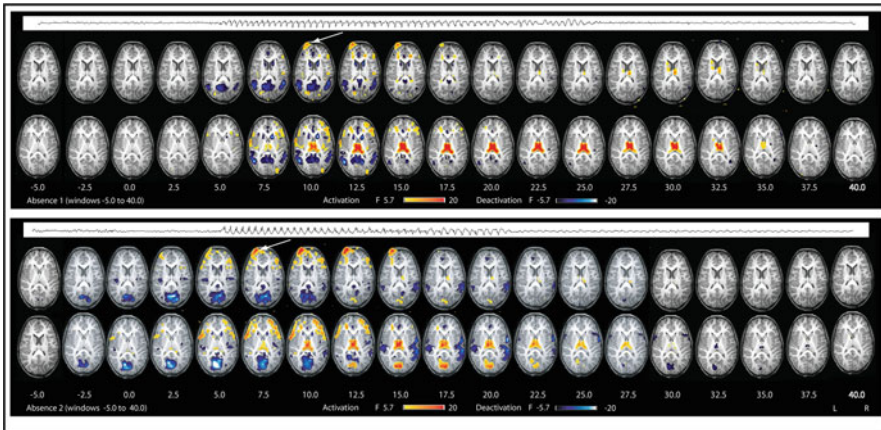 -5.0 -2.5 0.0 2.5 5.0 7.5 10.0 12.5 15.0 17.5 20.0 22.5 25.0 27.5 30.0 32.5 35.0 37.5 40.0
Absence 1 (windows -5.0 to 40.0) Activation F 5.7 20 Deactivation F -5.7 -20
-5.0 -2.5 0.0 2.5 5.0 7.5 10.0 12.5 15.0 17.5 20.0 22.5 25.0 27.5 30.0 32.5 35.0 37.5 40.0
Absence 2 (windows -5.0 to 40.0) Activation F 5.7 20 Deactivation F -5.7 -20 L R